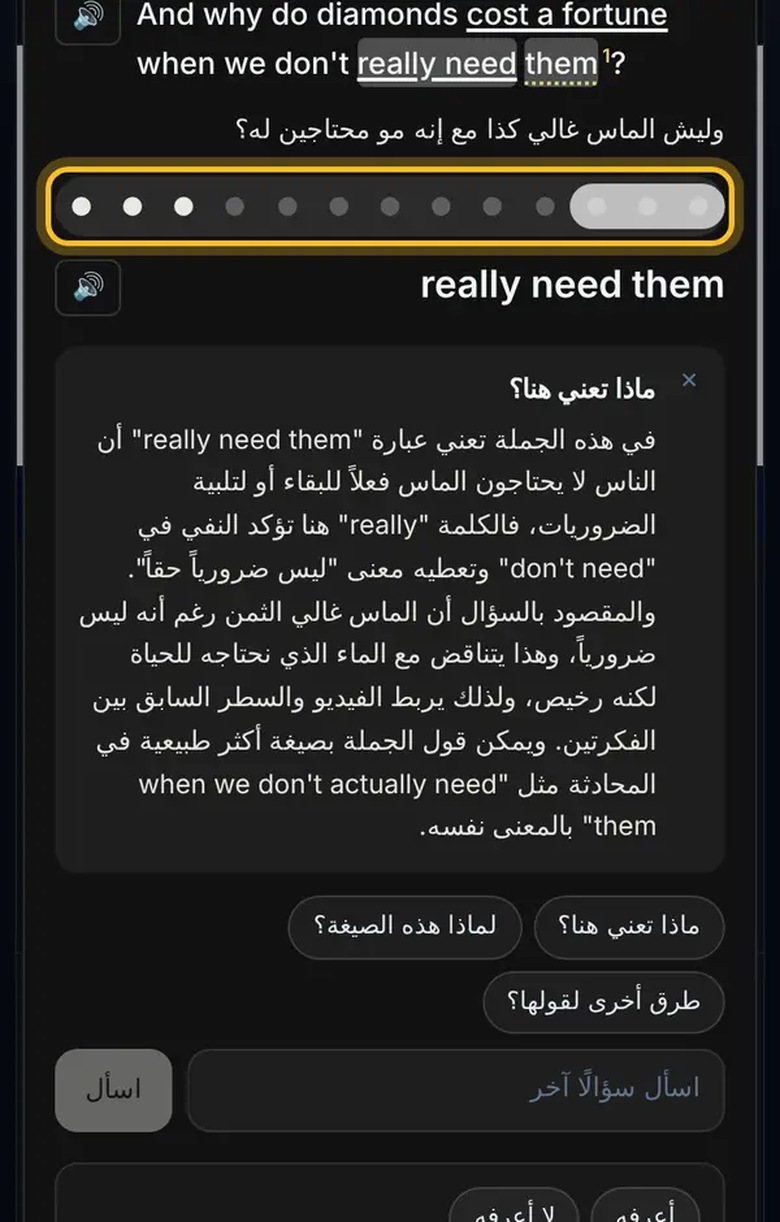 And why do diamonds cost a fortune
when we don't really need them ¹?
وليش الماس غالي كذا مع إنه مو محتاجين له؟
really need them
ماذا تعني هنا؟
في هذه الجملة تعني عبارة "really need them" أن
الناس لا يحتاجون الماس فعلاً للبقاء أو لتلبية
الضروريات، فالكلمة "really" هنا تؤكد النفي في
"don't need" وتعطيه معنى "ليس ضرورياً حقاً".
والمقصود بالسؤال أن الماس غالي الثمن رغم أنه ليس
ضرورياً، وهذا يتناقض مع الماء الذي نحتاجه للحياة
لكنه رخيص، ولذلك يربط الفيديو والسطر السابق بين
الفكرتين. ويمكن قول الجملة بصيغة أكثر طبيعية في
المحادثة مثل "when we don't actually need
them" بالمعنى نفسه.
ماذا تعني هنا؟
لماذا هذه الصيغة؟
طرق أخرى لقولها؟
اسأل سؤالًا آخر
اسأل
أعرفه
لا أعرفه